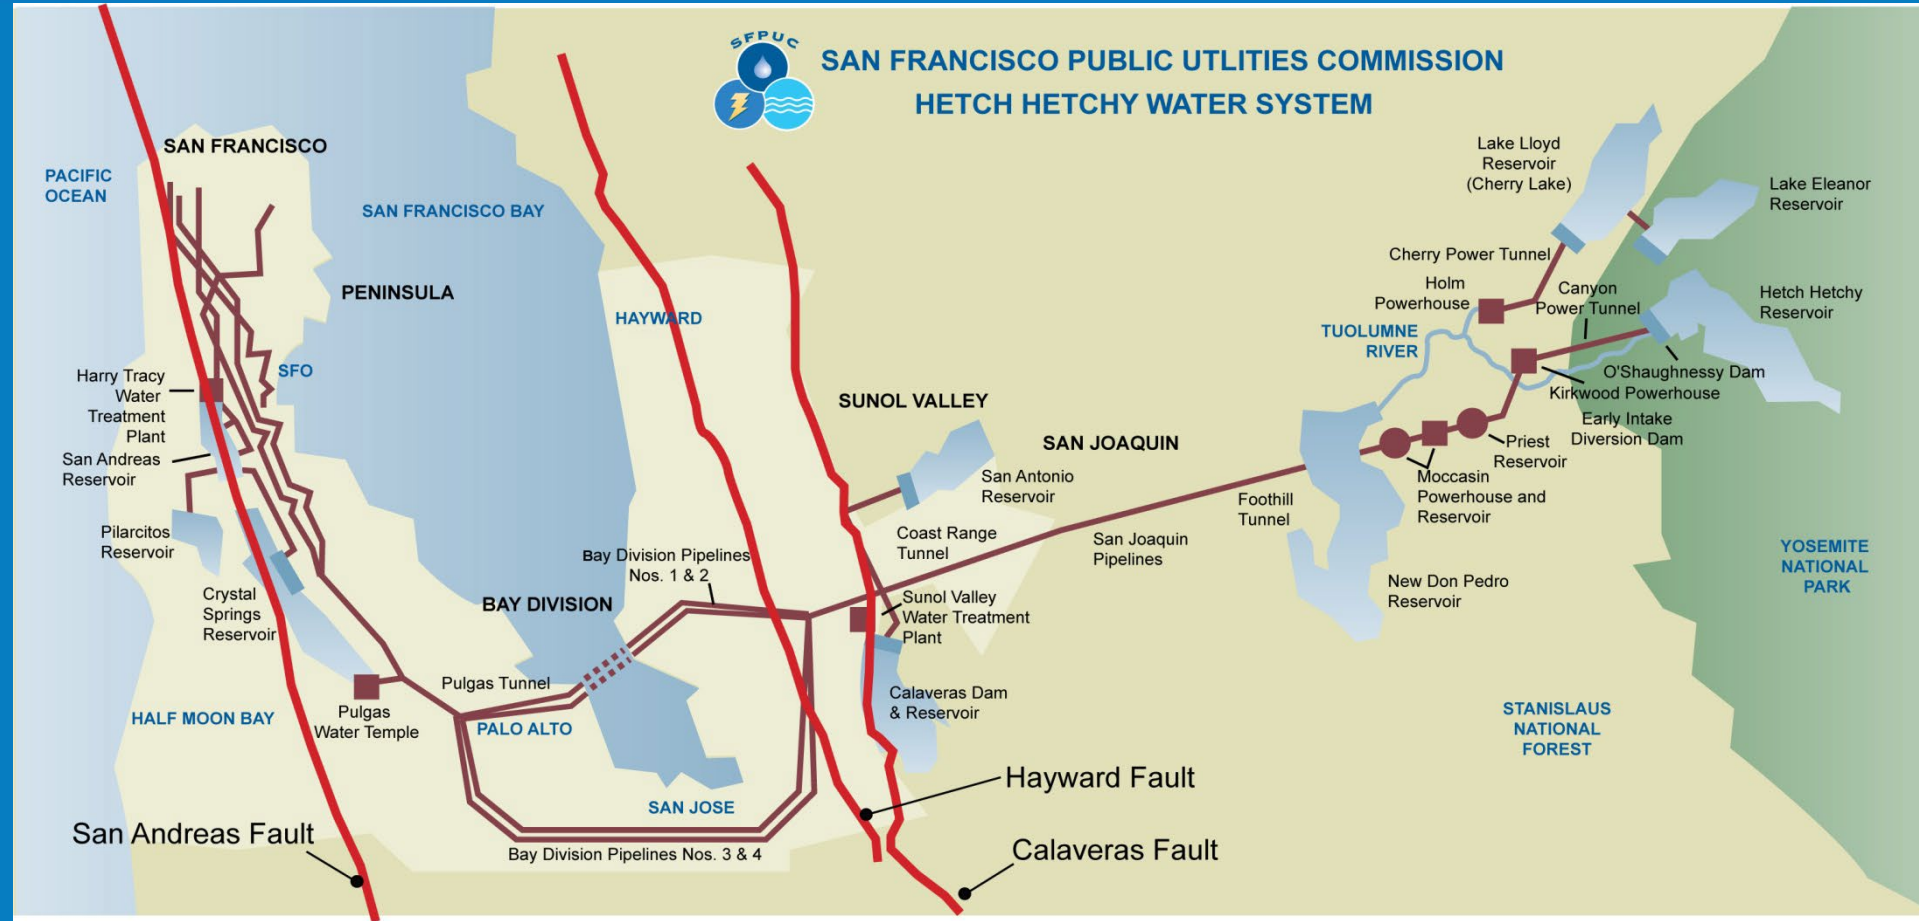 SFPUC
SAN FRANCISCO PUBLIC UTLITIES COMMISSION
HETCH HETCHY WATER SYSTEM
SAN FRANCISCO
PACIFIC
OCEAN
SAN FRANCISCO BAY
PENINSULA
HAYWARD
SFO
Harry Tracy
Water
Treatment
Plant
San Andreas
Reservoir
Pilarcitos
Reservoir
Crystal
Springs
Reservoir
HALF MOON BAY
Pulgas
Water Temple
Pulgas Tunnel
PALO ALTO
BAY DIVISION
Bay Division Pipelines
Nos. 1 & 2
SAN JOSE
Bay Division Pipelines Nos. 3 & 4
San Andreas Fault
Hayward Fault
Calaveras Fault
SUNOL VALLEY
San Antonio
Reservoir
Coast Range
Tunnel
Sunol Valley
Water Treatment
Plant
Calaveras Dam
& Reservoir
SAN JOAQUIN
San Joaquin
Pipelines
Foothill
Tunnel
New Don Pedro
Reservoir
Moccasin
Powerhouse and
Reservoir
Priest
Reservoir
Early Intake
Diversion Dam
Kirkwood Powerhouse
O'Shaughnessy Dam
TUOLUMNE
RIVER
Holm
Powerhouse
Cherry Power Tunnel
Canyon
Power Tunnel
Lake Lloyd
Reservoir
(Cherry Lake)
Lake Eleanor
Reservoir
Hetch Hetchy
Reservoir
YOSEMITE
NATIONAL
PARK
STANISLAUS
NATIONAL
FOREST